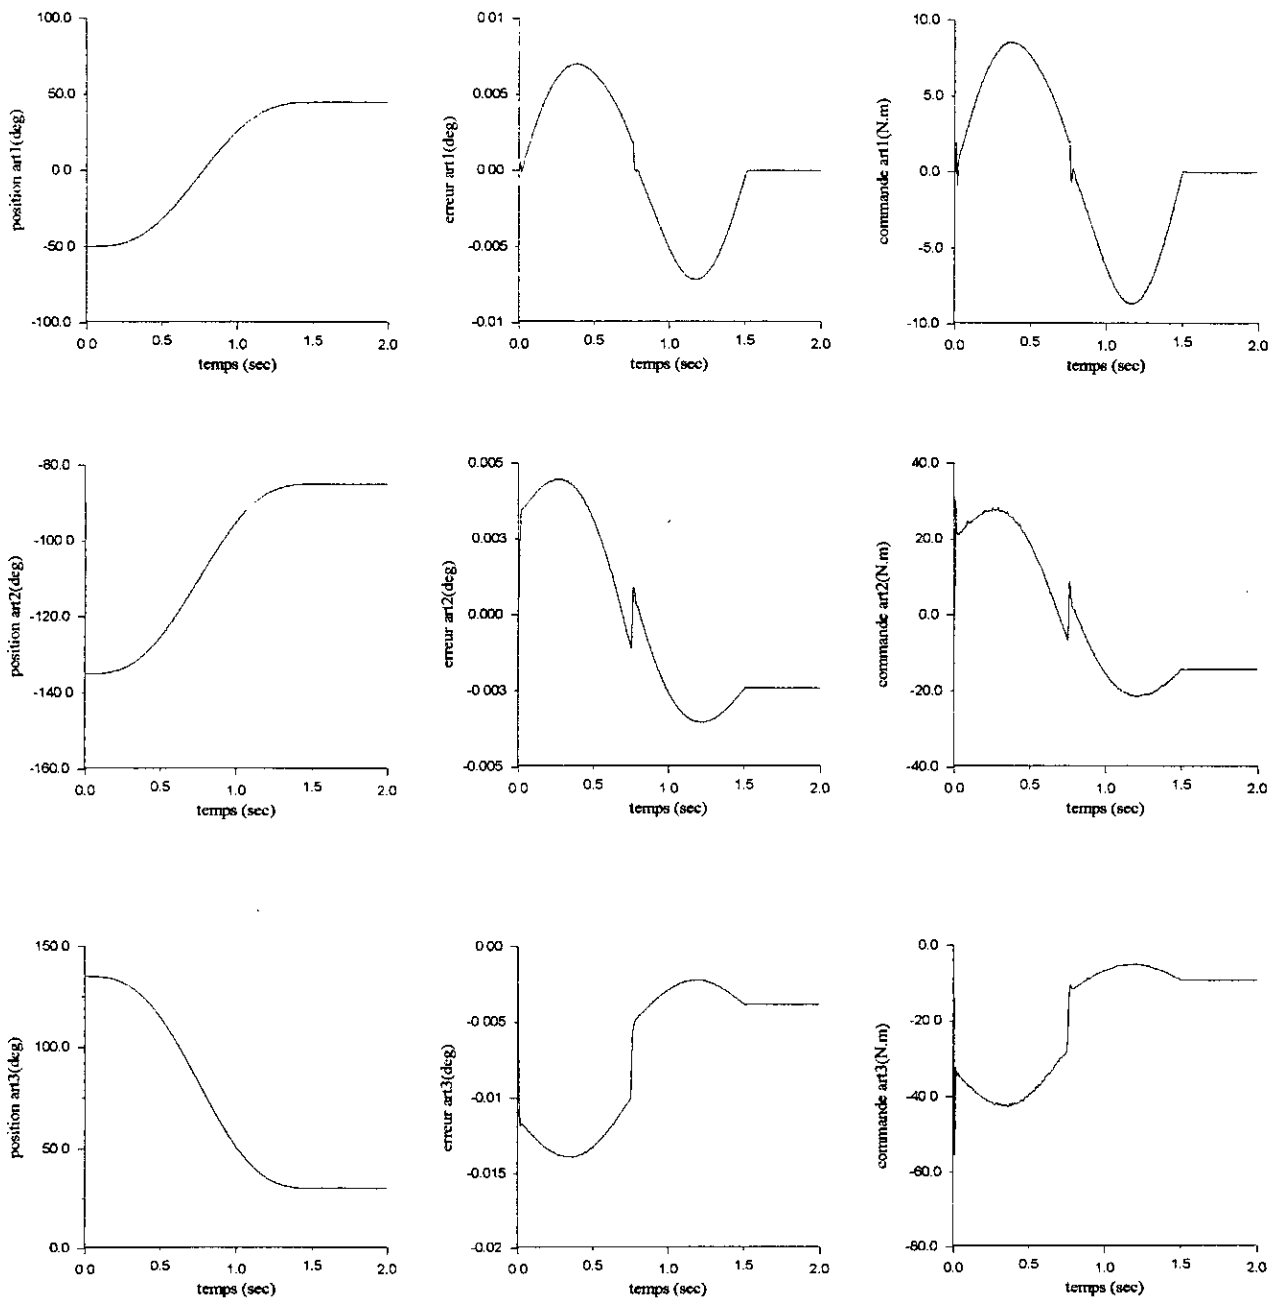 100.0
50.0
0.0
-50.0
-100.0
position art1(deg)
0.0 0.5 1.0 1.5 2.0
temps (sec)
0.01
0.005
0.00
-0.005
-0.01
erreur art1(deg)
0.0 0.5 1.0 1.5 2.0
temps (sec)
10.0
5.0
0.0
-5.0
-10.0
commande art1(N.m)
0.0 0.5 1.0 1.5 2.0
temps (sec)
-80.0
-100.0
-120.0
-140.0
-160.0
position art2(deg)
0.0 0.5 1.0 1.5 2.0
temps (sec)
0.005
0.003
0.000
-0.003
-0.005
erreur art2(deg)
0.0 0.5 1.0 1.5 2.0
temps (sec)
40.0
20.0
0.0
-20.0
-40.0
commande art2(N.m)
0.0 0.5 1.0 1.5 2.0
temps (sec)
150.0
100.0
50.0
0.0
position art3(deg)
0.0 0.5 1.0 1.5 2.0
temps (sec)
0.00
-0.005
-0.01
-0.015
-0.02
erreur art3(deg)
0.0 0.5 1.0 1.5 2.0
temps (sec)
0.0
-20.0
-40.0
-60.0
-80.0
commande art3(N.m)
0.0 0.5 1.0 1.5 2.0
temps (sec)